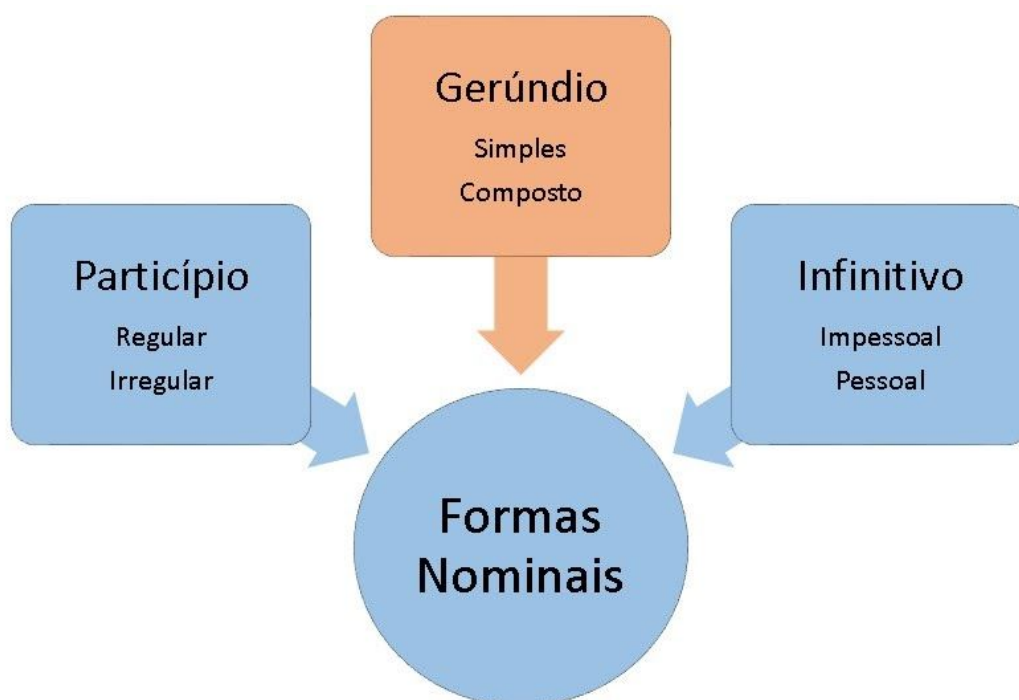 Gerúndio
Simples
Composto
Particípio
Regular
Irregular
Infinitivo
Impessoal
Pessoal
Formas
Nominais